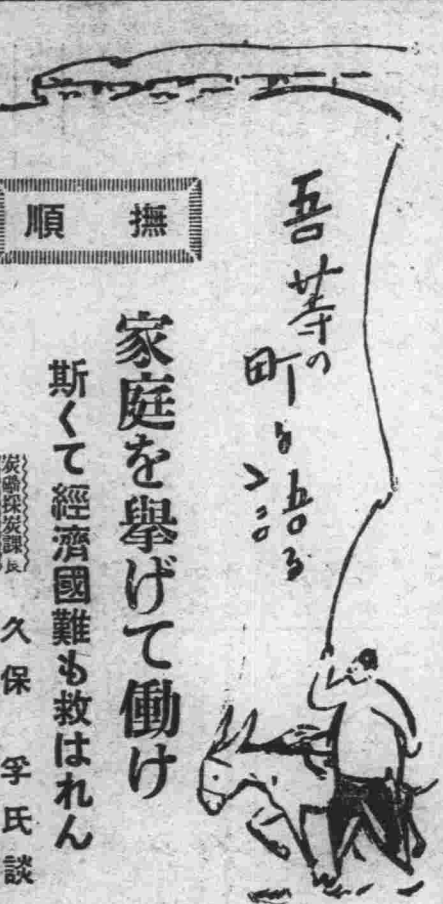 吾等の
町を語る
撫順
家庭を擧げて働け
斯くて經濟國難も救はれん
炭礦採炭課長
久保孚氏談